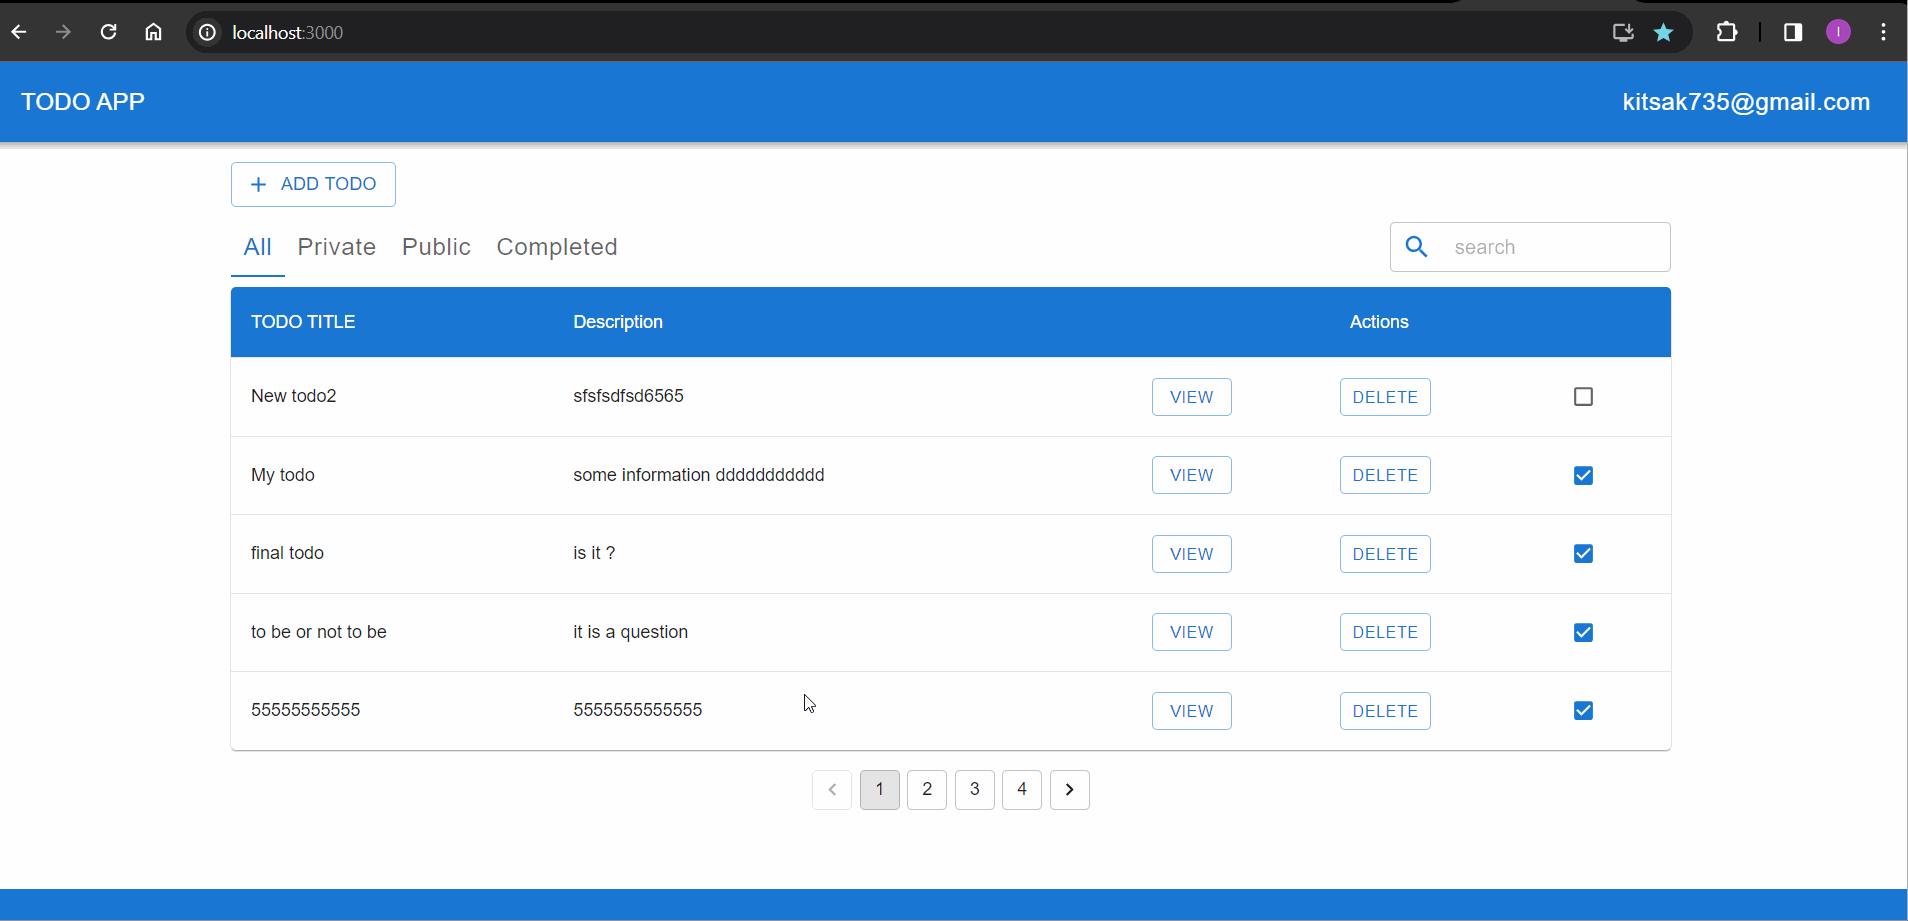 localhost:3000
I
TODO APP kitsak735@gmail.com
+ ADD TODO
All Private Public Completed search
TODO TITLE Description Actions
New todo2 sfsfsdfsd6565 VIEW DELETE
My todo some information ddddddddddd VIEW DELETE
final todo is it ? VIEW DELETE
to be or not to be it is a question VIEW DELETE
55555555555 5555555555555 VIEW DELETE
1 2 3 4